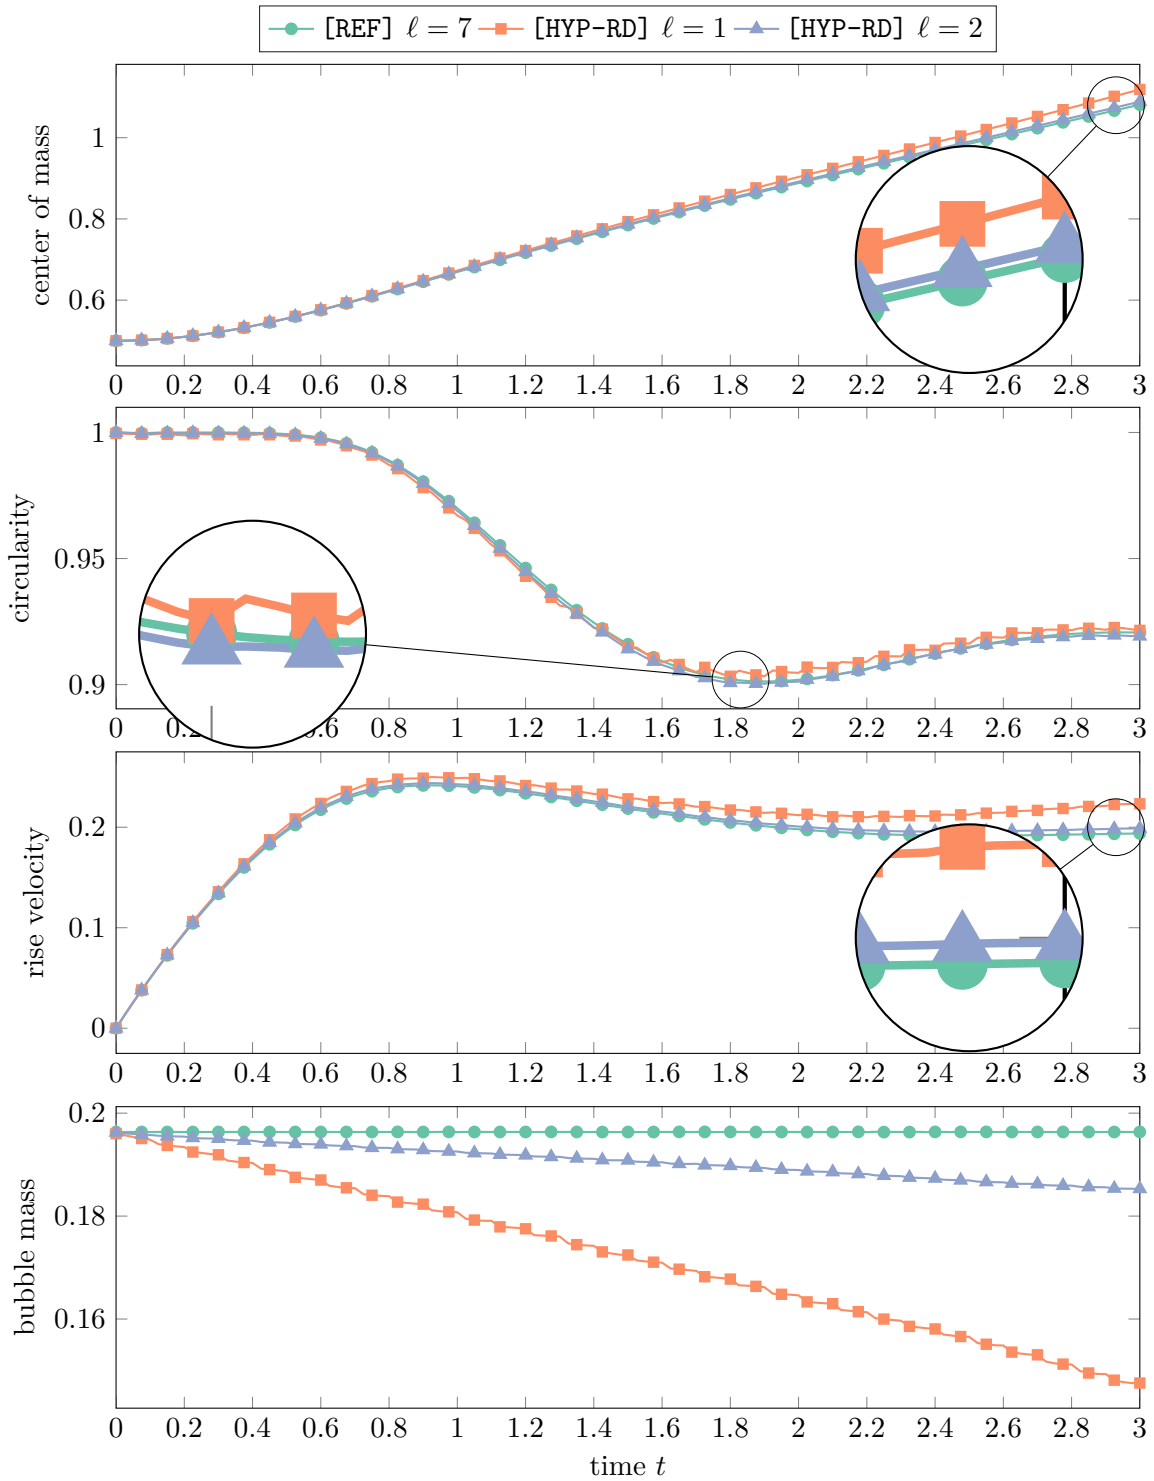 [REF] ℓ = 7 [HYP-RD] ℓ = 1 [HYP-RD] ℓ = 2
center of mass
1
0.8
0.6
0 0.2 0.4 0.6 0.8 1 1.2 1.4 1.6 1.8 2 2.2 2.4 2.6 2.8 3
circularity
1
0.95
0.9
0 0.2 0.6 0.8 1 1.2 1.4 1.6 1.8 2 2.2 2.4 2.6 2.8 3
rise velocity
0.2
0.1
0
0 0.2 0.4 0.6 0.8 1 1.2 1.4 1.6 1.8 2 2.2 2.4 2.6 2.8 3
bubble mass
0.2
0.18
0.16
0 0.2 0.4 0.6 0.8 1 1.2 1.4 1.6 1.8 2 2.2 2.4 2.6 2.8 3
time t